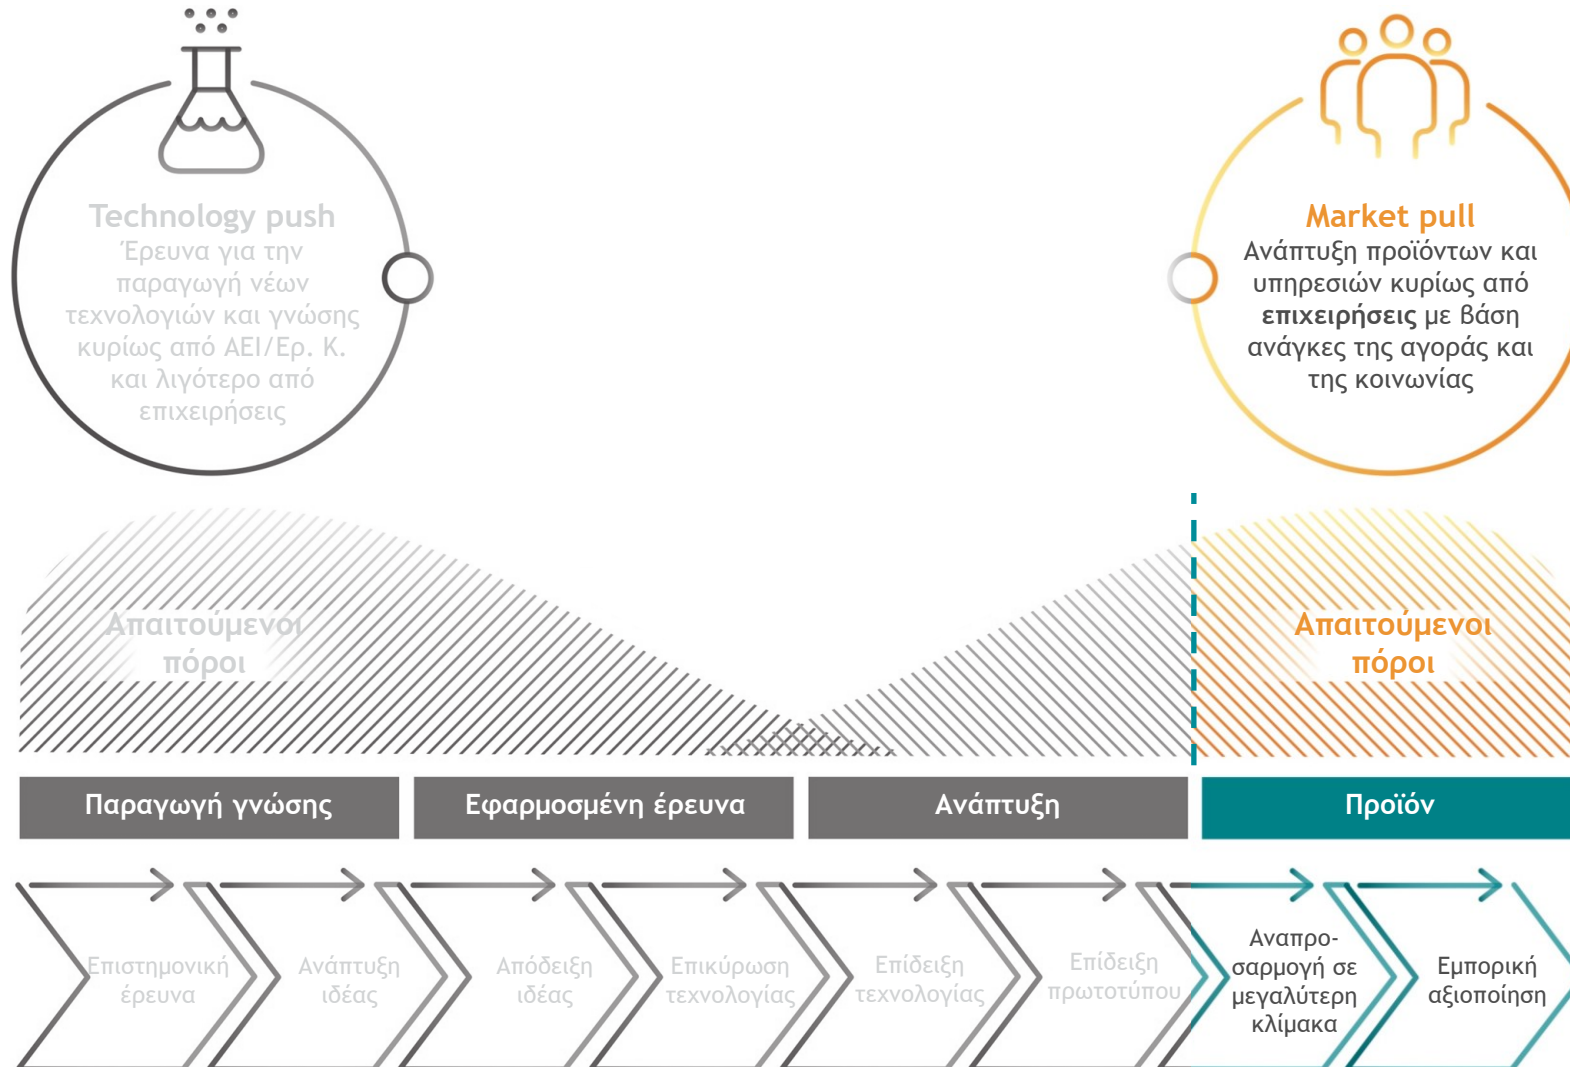 Technology push
Έρευνα για την
παραγωγή νέων
τεχνολογιών και γνώσης
κυρίως από ΑΕΙ/Ερ. Κ.
και λιγότερο από
επιχειρήσεις
Market pull
Ανάπτυξη προϊόντων και
υπηρεσιών κυρίως από
επιχειρήσεις με βάση
ανάγκες της αγοράς και
της κοινωνίας
Απαιτούμενοι
πόροι
Απαιτούμενοι
πόροι
Παραγωγή γνώσης
Εφαρμοσμένη έρευνα
Ανάπτυξη
Προϊόν
Επιστημονική
έρευνα
Ανάπτυξη
ιδέας
Απόδειξη
ιδέας
Επικύρωση
τεχνολογίας
Επίδειξη
τεχνολογίας
Επίδειξη
πρωτοτύπου
Αναπρο-
σαρμογή σε
μεγαλύτερη
κλίμακα
Εμπορική
αξιοποίηση